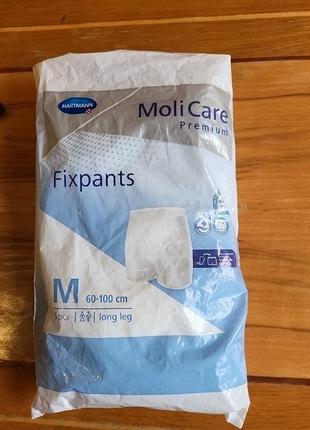 HARTMANN
MoliCare
Premium
Fixpants
M 60-100 cm
long leg